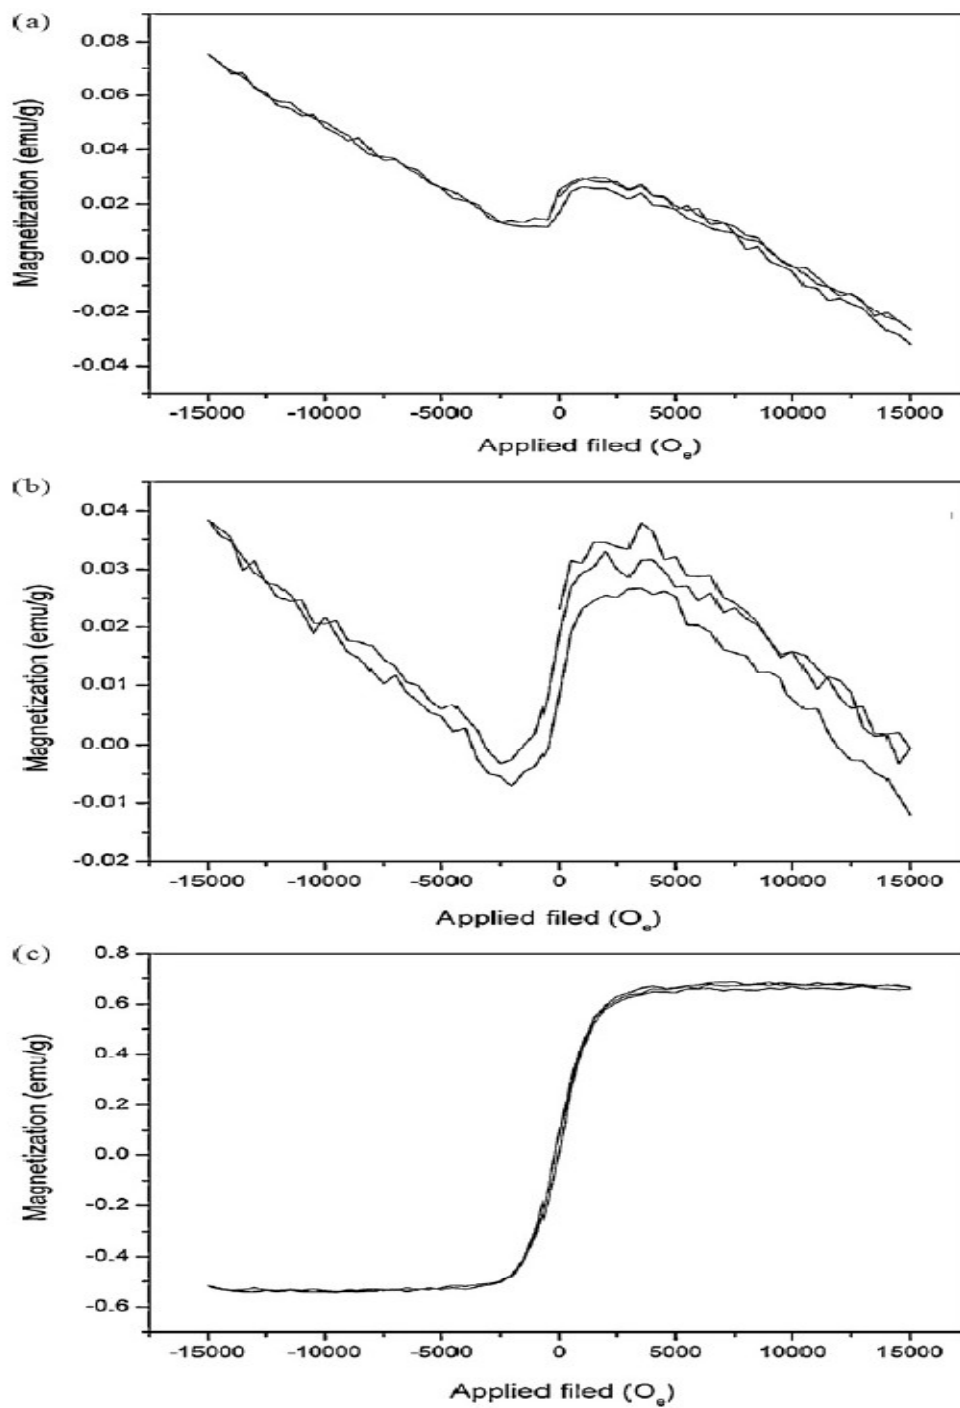 (a)
Magnetization (emu/g)
0.08
0.06
0.04
0.02
0.00
-0.02
-0.04
-15000 -10000 -5000 0 5000 10000 15000
Applied filed (Oe)
(b)
Magnetization (emu/g)
0.04
0.03
0.02
0.01
0.00
-0.01
-0.02
-15000 -10000 -5000 0 5000 10000 15000
Applied filed (Oe)
(c)
Magnetization (emu/g)
0.8
0.6
0.4
0.2
0.0
-0.2
-0.4
-0.6
-15000 -10000 -5000 0 5000 10000 15000
Applied filed (Oe)